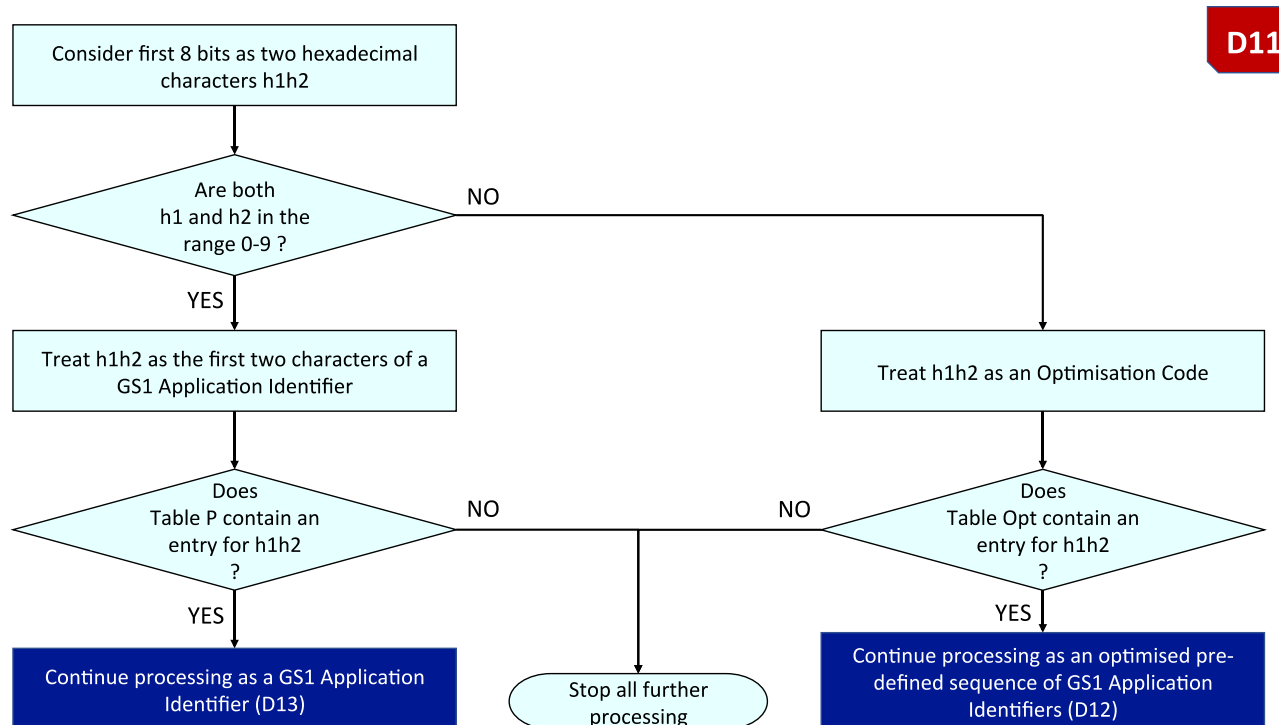 D11
Consider first 8 bits as two hexadecimal
characters h1h2
Are both
h1 and h2 in the
range 0-9 ?
NO
YES
Treat h1h2 as the first two characters of a
GS1 Application Identifier
Treat h1h2 as an Optimisation Code
Does
Table P contain an
entry for h1h2
?
NO
NO
Does
Table Opt contain an
entry for h1h2
?
YES
YES
Continue processing as a GS1 Application
Identifier (D13)
Stop all further
processing
Continue processing as an optimised pre-
defined sequence of GS1 Application
Identifiers (D12)